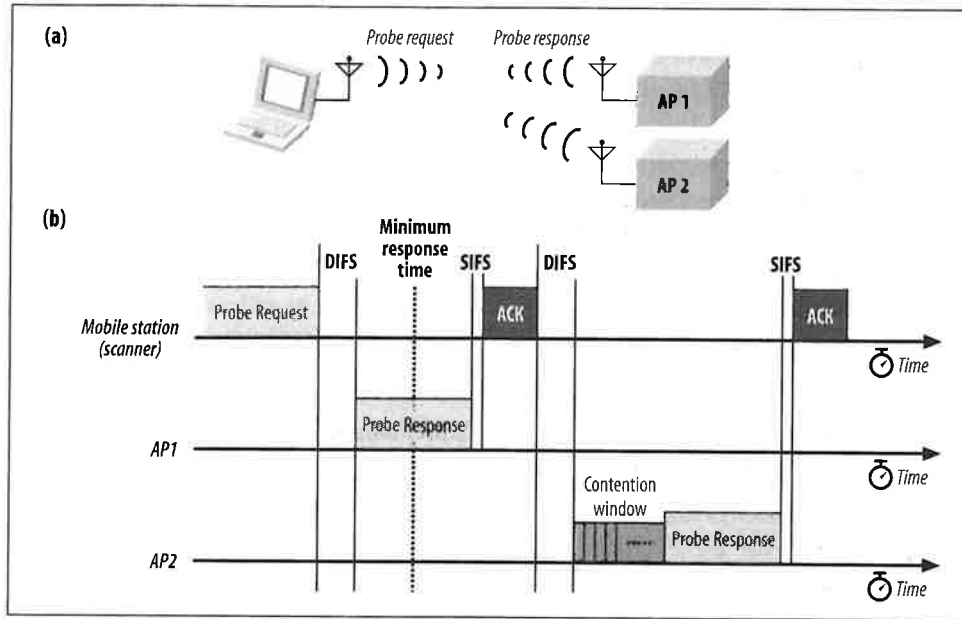 (a)
Probe request
Probe response
AP 1
AP 2
(b)
Minimum
response
time
DIFS
SIFS
DIFS
SIFS
Probe Request
ACK
ACK
Mobile station
(scanner)
Time
Probe Response
AP1
Time
Contention
window
.....
Probe Response
AP2
Time